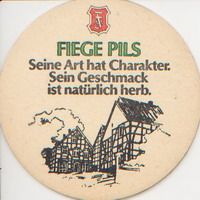 FIEGE PILS
Seine Art hat Charakter.
Sein Geschmack
ist natürlich herb.